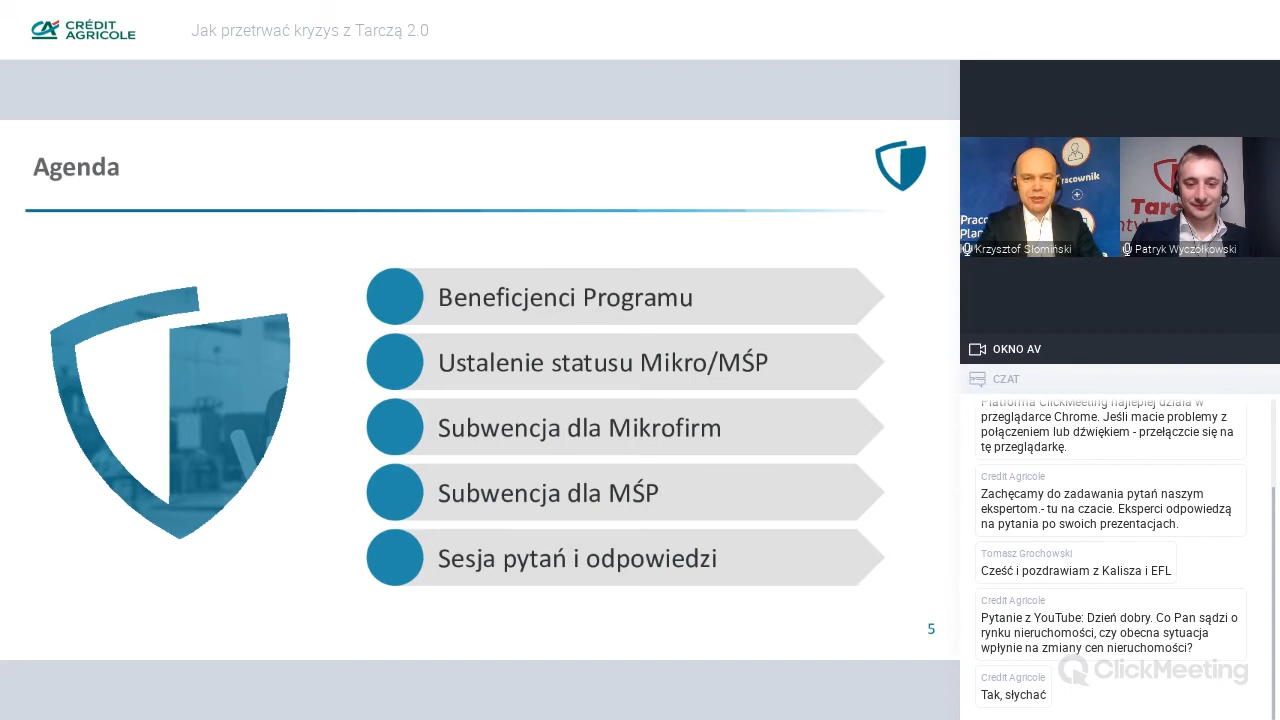 CRÉDIT
AGRICOLE
Jak przetrwać kryzys z Tarczą 2.0
Agenda
Beneficjenci Programu
Ustalenie statusu Mikro/MŚP
Subwencja dla Mikrofirm
Subwencja dla MŚP
Sesja pytań i odpowiedzi
5
Krzysztof Słomiński
Patryk Wyczółkowski
OKNO AV
CZAT
Platforma ClickMeeting najlepiej działa w
przeglądarce Chrome. Jeśli macie problemy z
połączeniem lub dźwiękiem - przełączcie się na
tę przeglądarkę.
Credit Agricole
Zachęcamy do zadawania pytań naszym
ekspertom.- tu na czacie. Eksperci odpowiedzą
na pytania po swoich prezentacjach.
Tomasz Grochowski
Cześć i pozdrawiam z Kalisza i EFL
Credit Agricole
Pytanie z YouTube: Dzień dobry. Co Pan sądzi o
rynku nieruchomości, czy obecna sytuacja
wpłynie na zmiany cen nieruchomości?
Credit Agricole
Tak, słychać
ClickMeeting